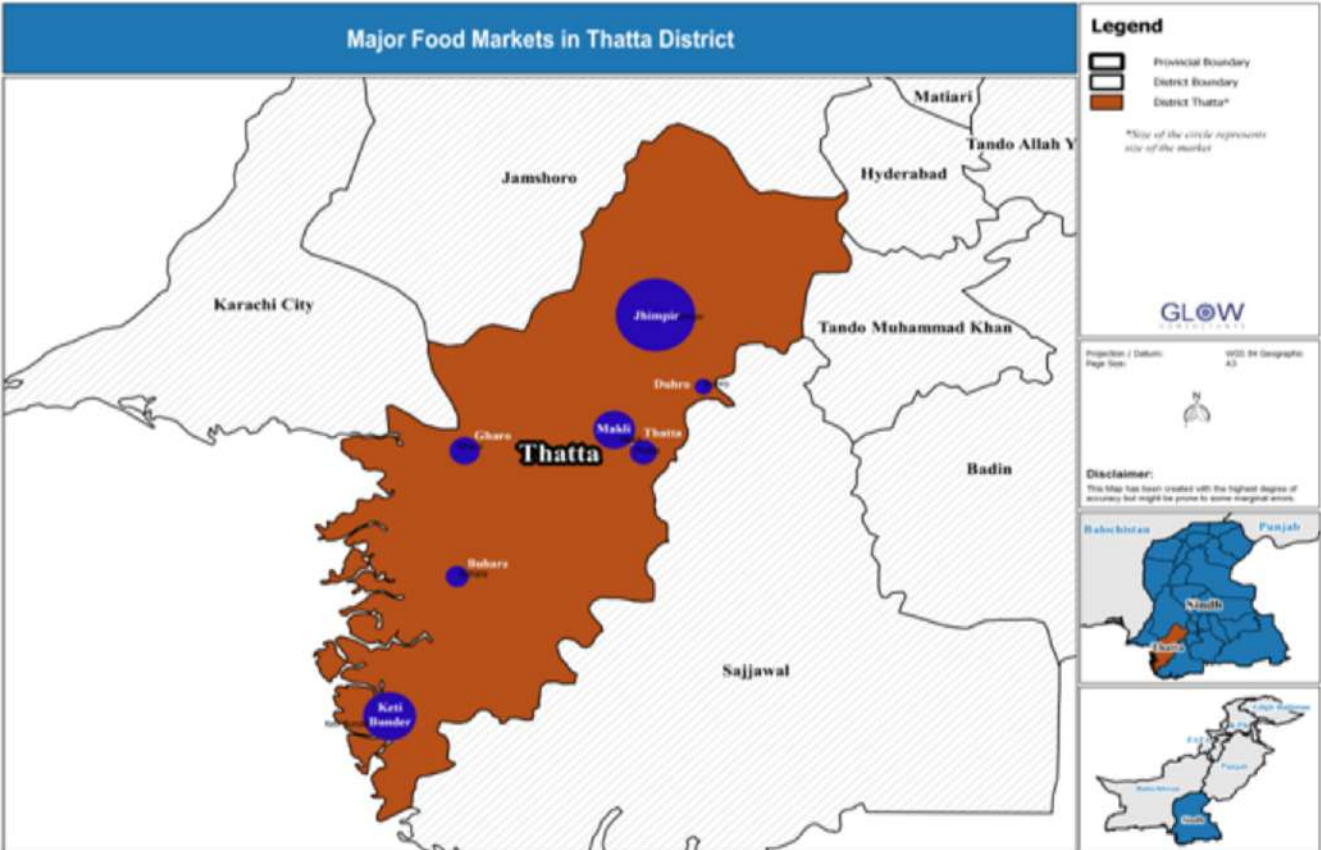 Major Food Markets in Thatta District
Matiari
Tando Allah Y
Jamshoro
Hyderabad
Karachi City
Jhimpir
Tando Muhammad Khan
Duhro
Makli
Thatta
Gharo
Thatta
Badin
Buhara
Sajjawal
Keti
Bunder
Legend
Provincial Boundary
District Boundary
District Thatta*
*Size of the circle represents
size of the market
GLOW
CONSULTANTS
Projection / Datum: WGS 84 Geographic
Page Size: A3
N
Disclaimer:
This Map has been created with the highest degree of
accuracy but might be prone to some marginal errors.
Balochistan
Punjab
Sindh
Thatta
Punjab
Balochistan
Sindh